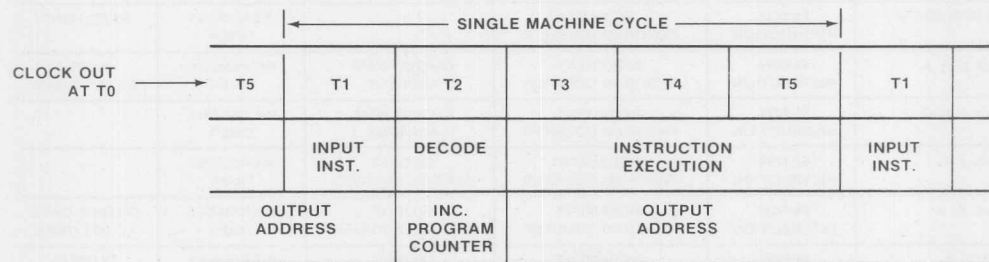 SINGLE MACHINE CYCLE
CLOCK OUT
AT T0
T5 T1 T2 T3 T4 T5 T1
INPUT
INST.
DECODE
INSTRUCTION
EXECUTION
INPUT
INST.
OUTPUT
ADDRESS
INC.
PROGRAM
COUNTER
OUTPUT
ADDRESS